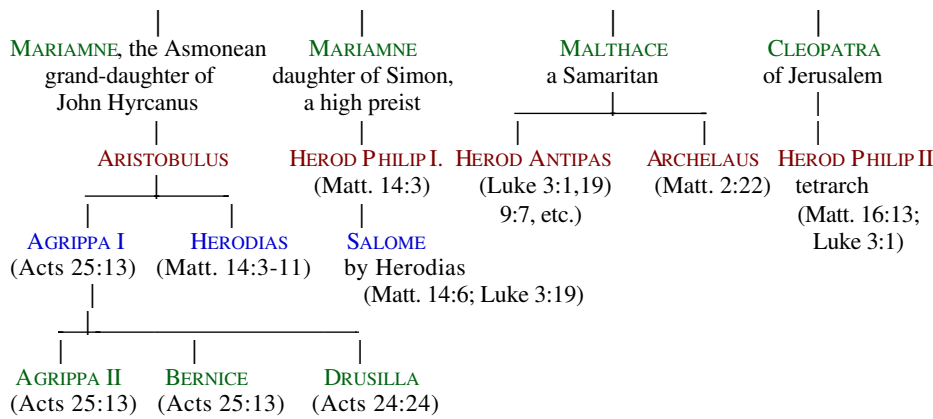 MARIAMNE, the Asmonean MARIAMNE MALTHACE CLEOPATRA
grand-daughter of daughter of Simon, a Samaritan of Jerusalem
John Hyrcanus a high preist
ARISTOBULUS HEROD PHILIP I. HEROD ANTIPAS ARCHELAUS HEROD PHILIP II
(Matt. 14:3) (Luke 3:1,19) (Matt. 2:22) tetrarch
9:7, etc.) (Matt. 16:13;
AGRIPPA I HERODIAS SALOME Luke 3:1)
(Acts 25:13) (Matt. 14:3-11) by Herodias
(Matt. 14:6; Luke 3:19)
AGRIPPA II BERNICE DRUSILLA
(Acts 25:13) (Acts 25:13) (Acts 24:24)